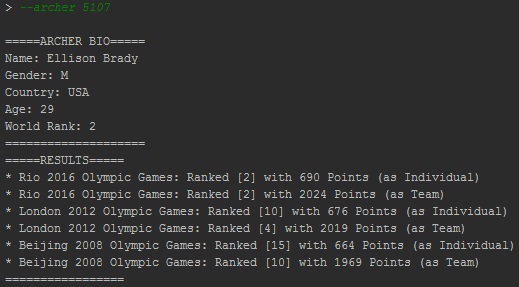 > --archer 5107
=====ARCHER BIO=====
Name: Ellison Brady
Gender: M
Country: USA
Age: 29
World Rank: 2
====================
=====RESULTS=====
* Rio 2016 Olympic Games: Ranked [2] with 690 Points (as Individual)
* Rio 2016 Olympic Games: Ranked [2] with 2024 Points (as Team)
* London 2012 Olympic Games: Ranked [10] with 676 Points (as Individual)
* London 2012 Olympic Games: Ranked [4] with 2019 Points (as Team)
* Beijing 2008 Olympic Games: Ranked [15] with 664 Points (as Individual)
* Beijing 2008 Olympic Games: Ranked [10] with 1969 Points (as Team)
=================